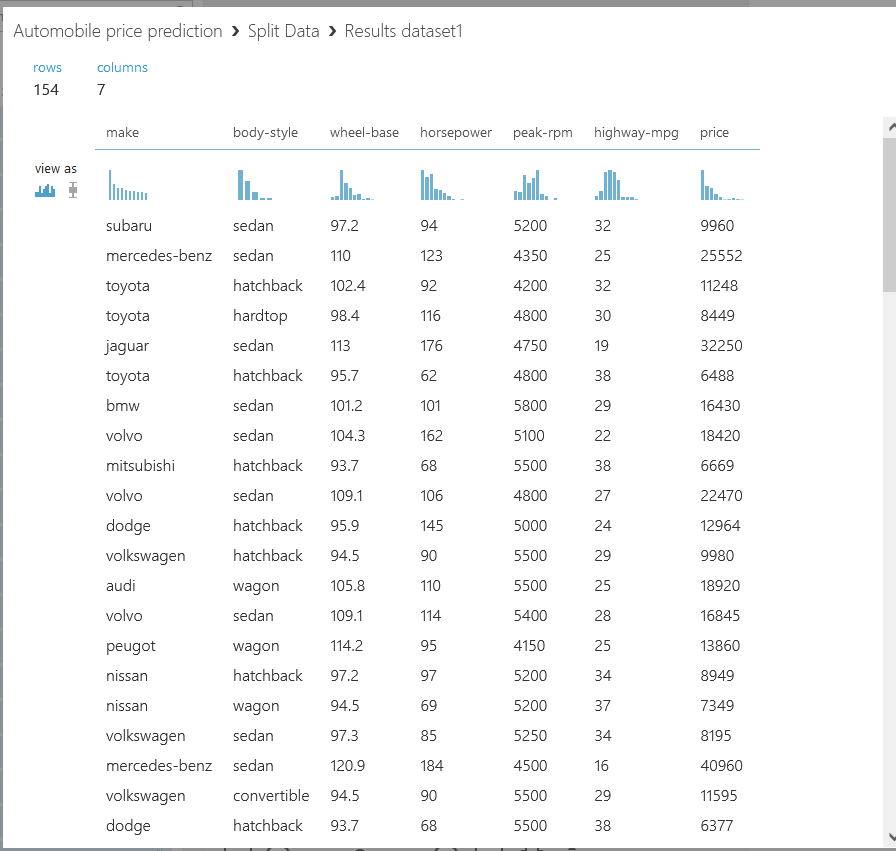 Automobile price prediction > Split Data > Results dataset1
rows columns
154 7
make body-style wheel-base horsepower peak-rpm highway-mpg price
view as
subaru sedan 97.2 94 5200 32 9960
mercedes-benz sedan 110 123 4350 25 25552
toyota hatchback 102.4 92 4200 32 11248
toyota hardtop 98.4 116 4800 30 8449
jaguar sedan 113 176 4750 19 32250
toyota hatchback 95.7 62 4800 38 6488
bmw sedan 101.2 101 5800 29 16430
volvo sedan 104.3 162 5100 22 18420
mitsubishi hatchback 93.7 68 5500 38 6669
volvo sedan 109.1 106 4800 27 22470
dodge hatchback 95.9 145 5000 24 12964
volkswagen hatchback 94.5 90 5500 29 9980
audi wagon 105.8 110 5500 25 18920
volvo sedan 109.1 114 5400 28 16845
peugot wagon 114.2 95 4150 25 13860
nissan hatchback 97.2 97 5200 34 8949
nissan wagon 94.5 69 5200 37 7349
volkswagen sedan 97.3 85 5250 34 8195
mercedes-benz sedan 120.9 184 4500 16 40960
volkswagen convertible 94.5 90 5500 29 11595
dodge hatchback 93.7 68 5500 38 6377